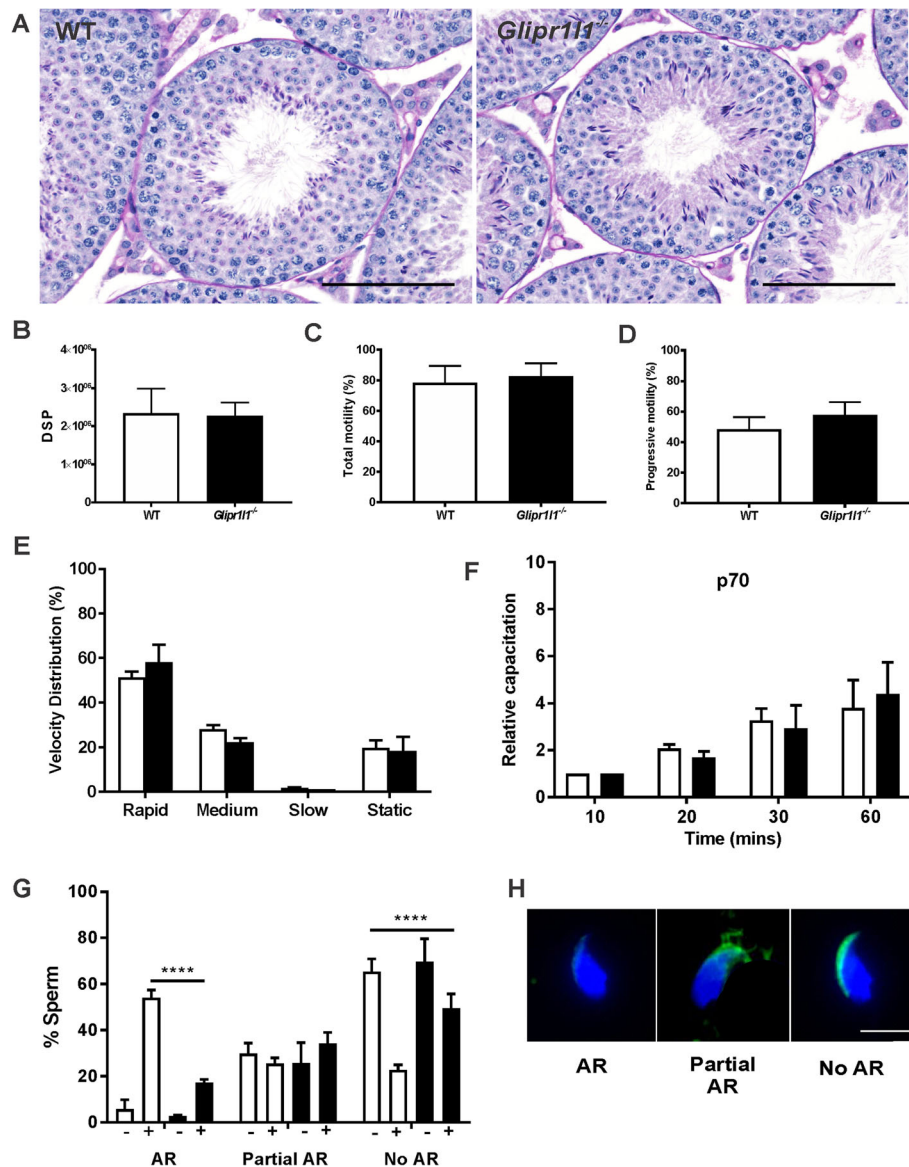 A
WT
Glipr1l1-/-
B
4×10⁰⁶
3×10⁰⁶
2×10⁰⁶
1×10⁰⁶
0
DSP
WT
Glipr1l1-/-
C
100
80
60
40
20
0
Total motility (%)
WT
Glipr1l1-/-
D
100
80
60
40
20
0
Progressive motility (%)
WT
Glipr1l1-/-
E
100
80
60
40
20
0
Velocity Distribution (%)
Rapid Medium Slow Static
F
p70
10
8
6
4
2
0
Relative capacitation
10 20 30 60
Time (mins)
G
100
80
60
40
20
0
% Sperm
****
****
- + - + - + - + - + - +
AR Partial AR No AR
H
AR
Partial
AR
No AR